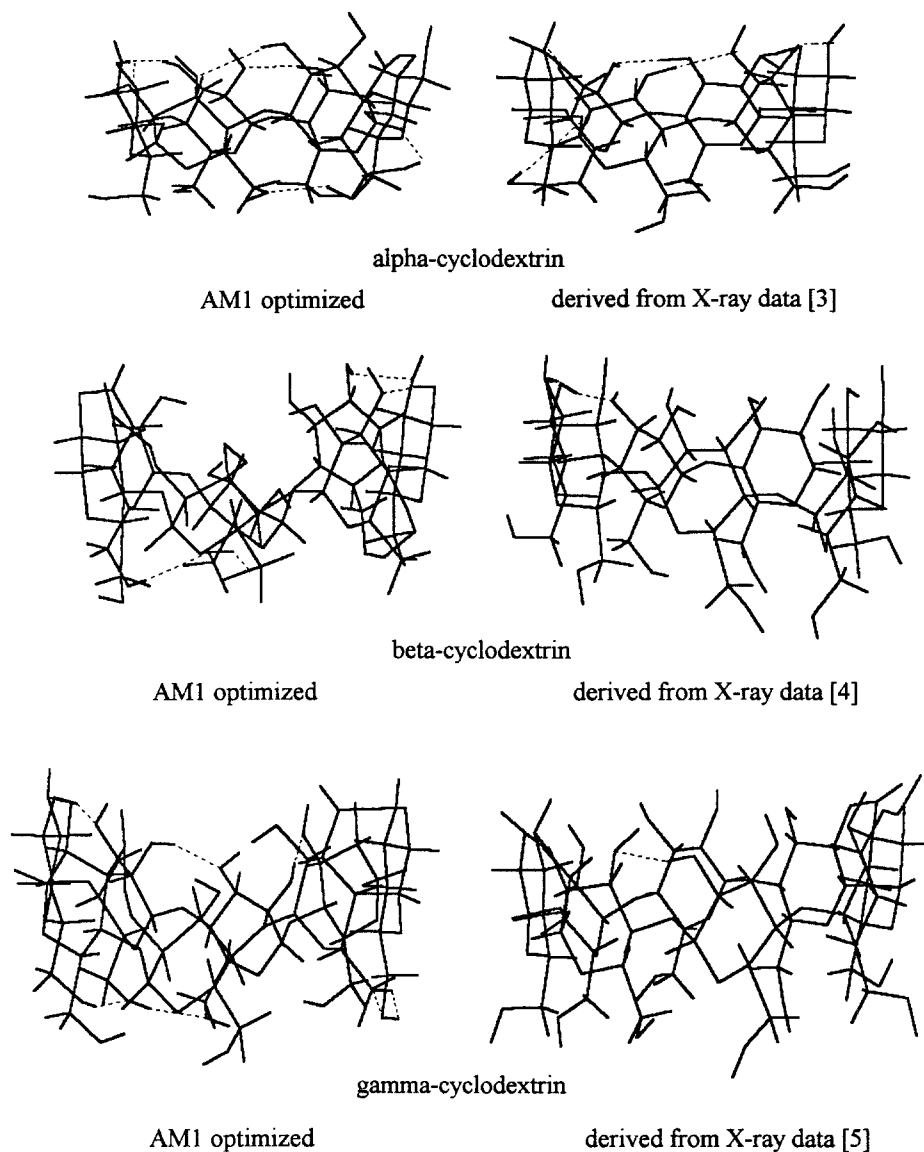 alpha-cyclodextrin
AM1 optimized derived from X-ray data [3]
beta-cyclodextrin
AM1 optimized derived from X-ray data [4]
gamma-cyclodextrin
AM1 optimized derived from X-ray data [5]